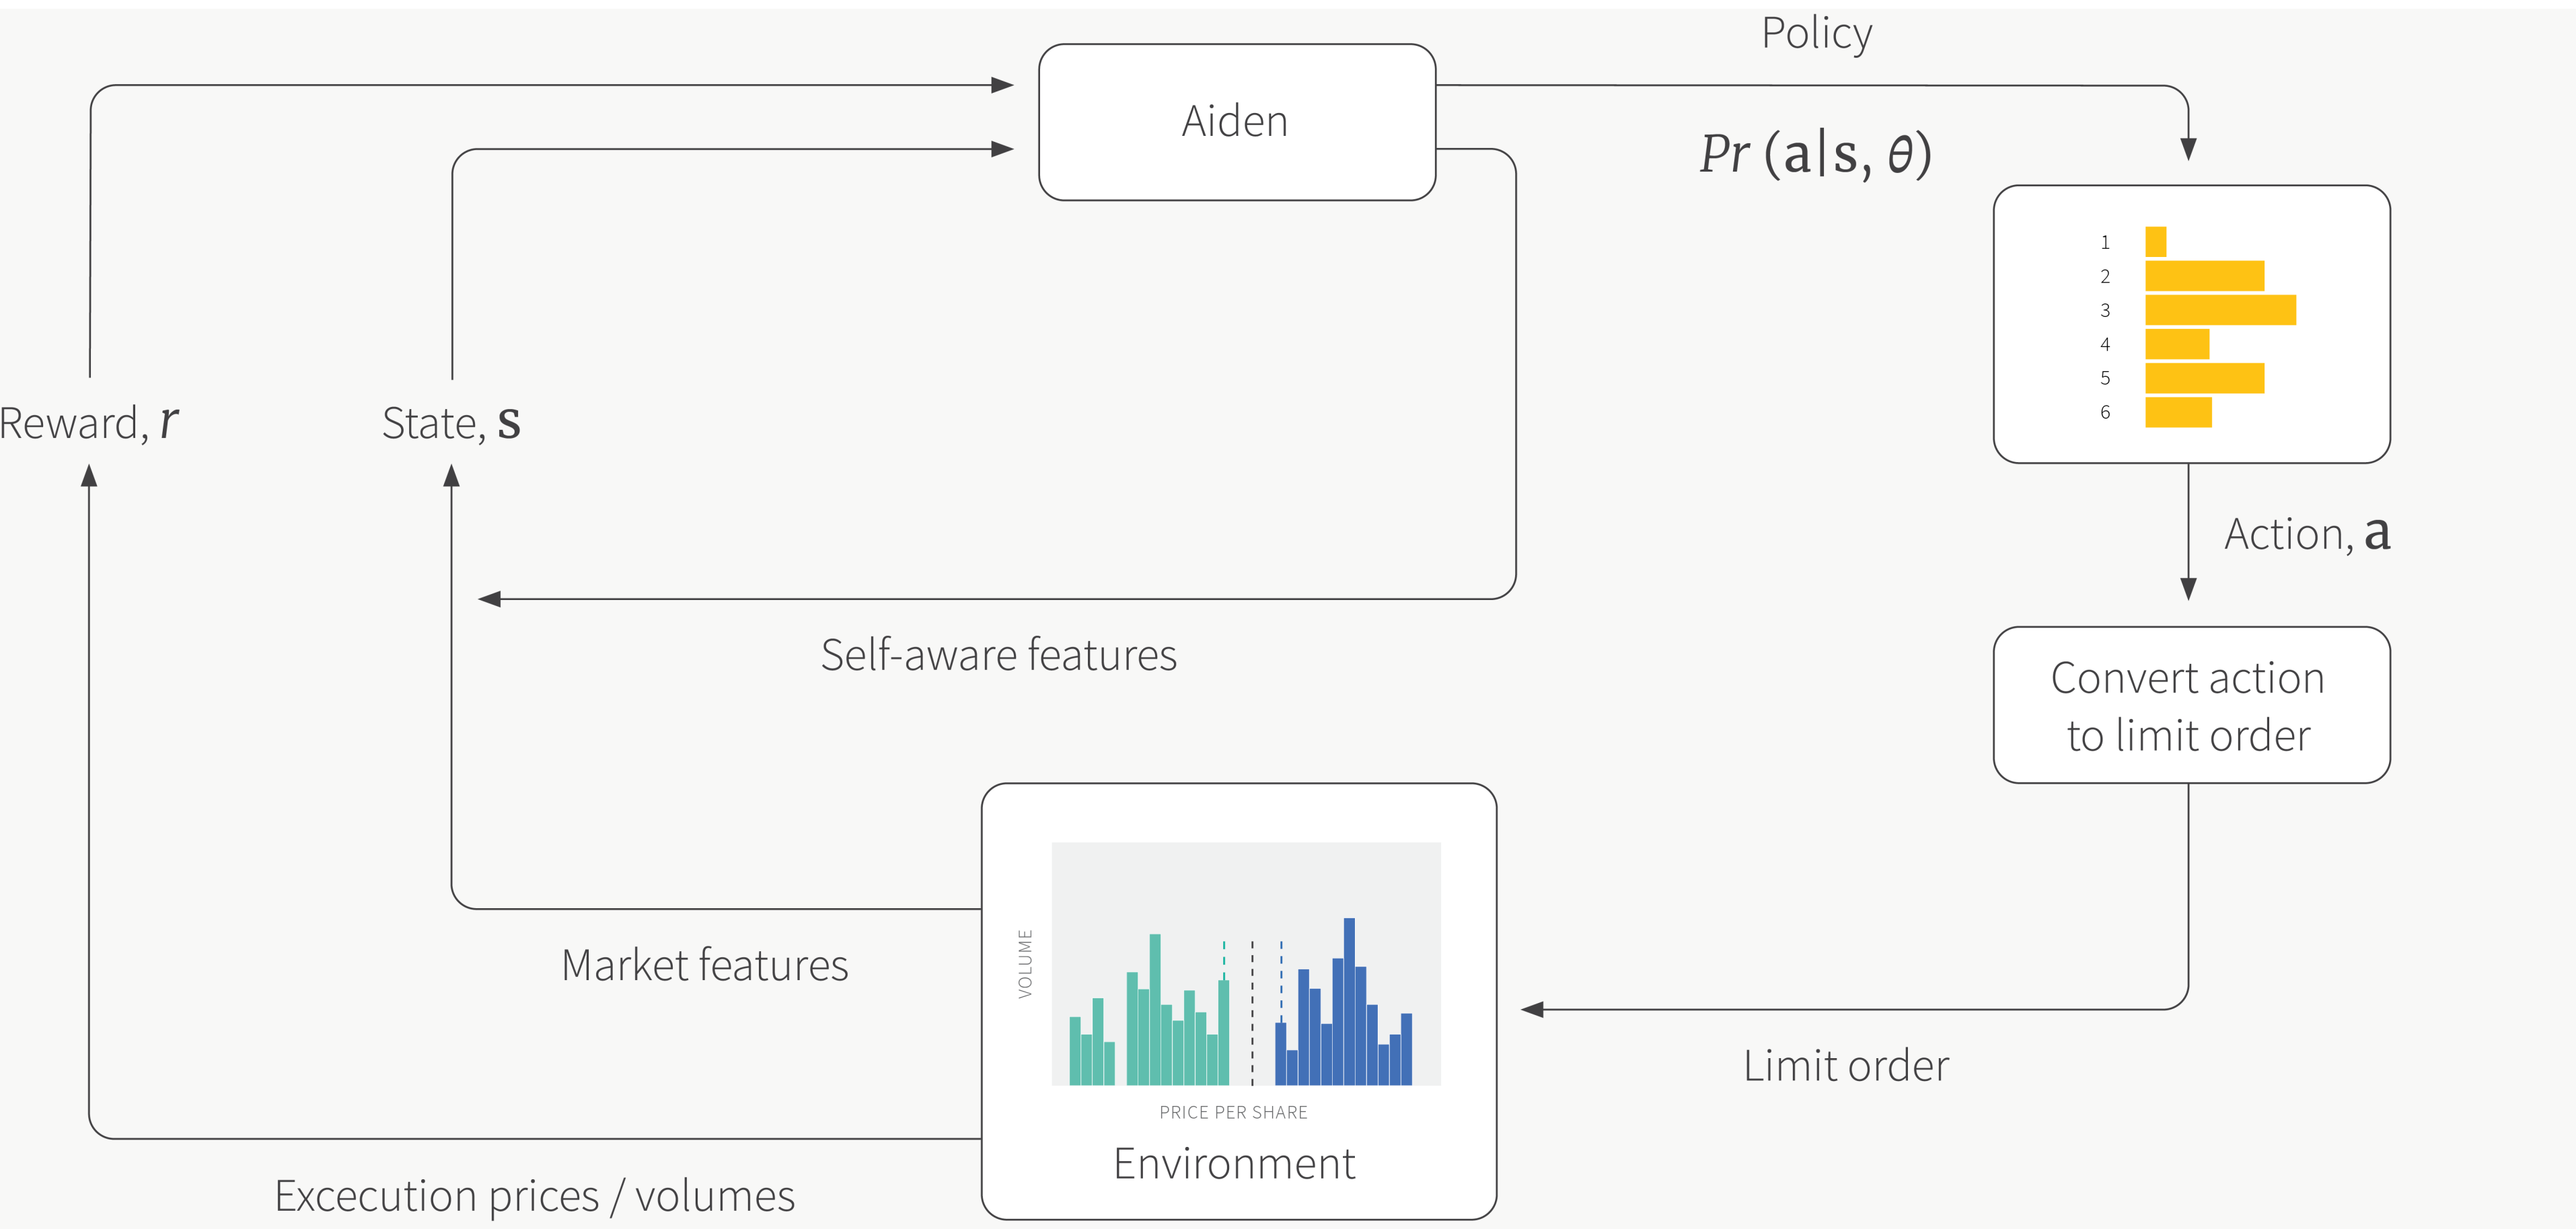 Policy
Aiden
Pr (a|s, θ)
1
2
3
4
5
6
Reward, r
State, s
Action, a
Self-aware features
Convert action
to limit order
Market features
VOLUME
PRICE PER SHARE
Environment
Limit order
Excecution prices / volumes